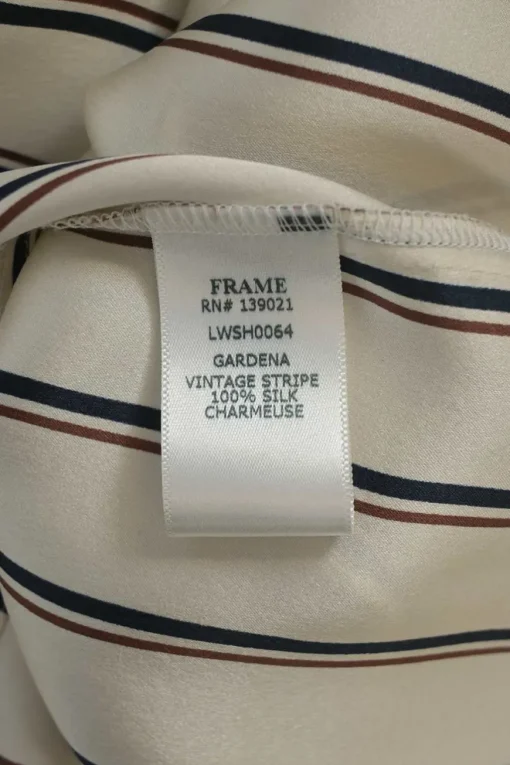 FRAME
RN# 139021
LWSH0064
GARDENA
VINTAGE STRIPE
100% SILK
CHARMEUSE